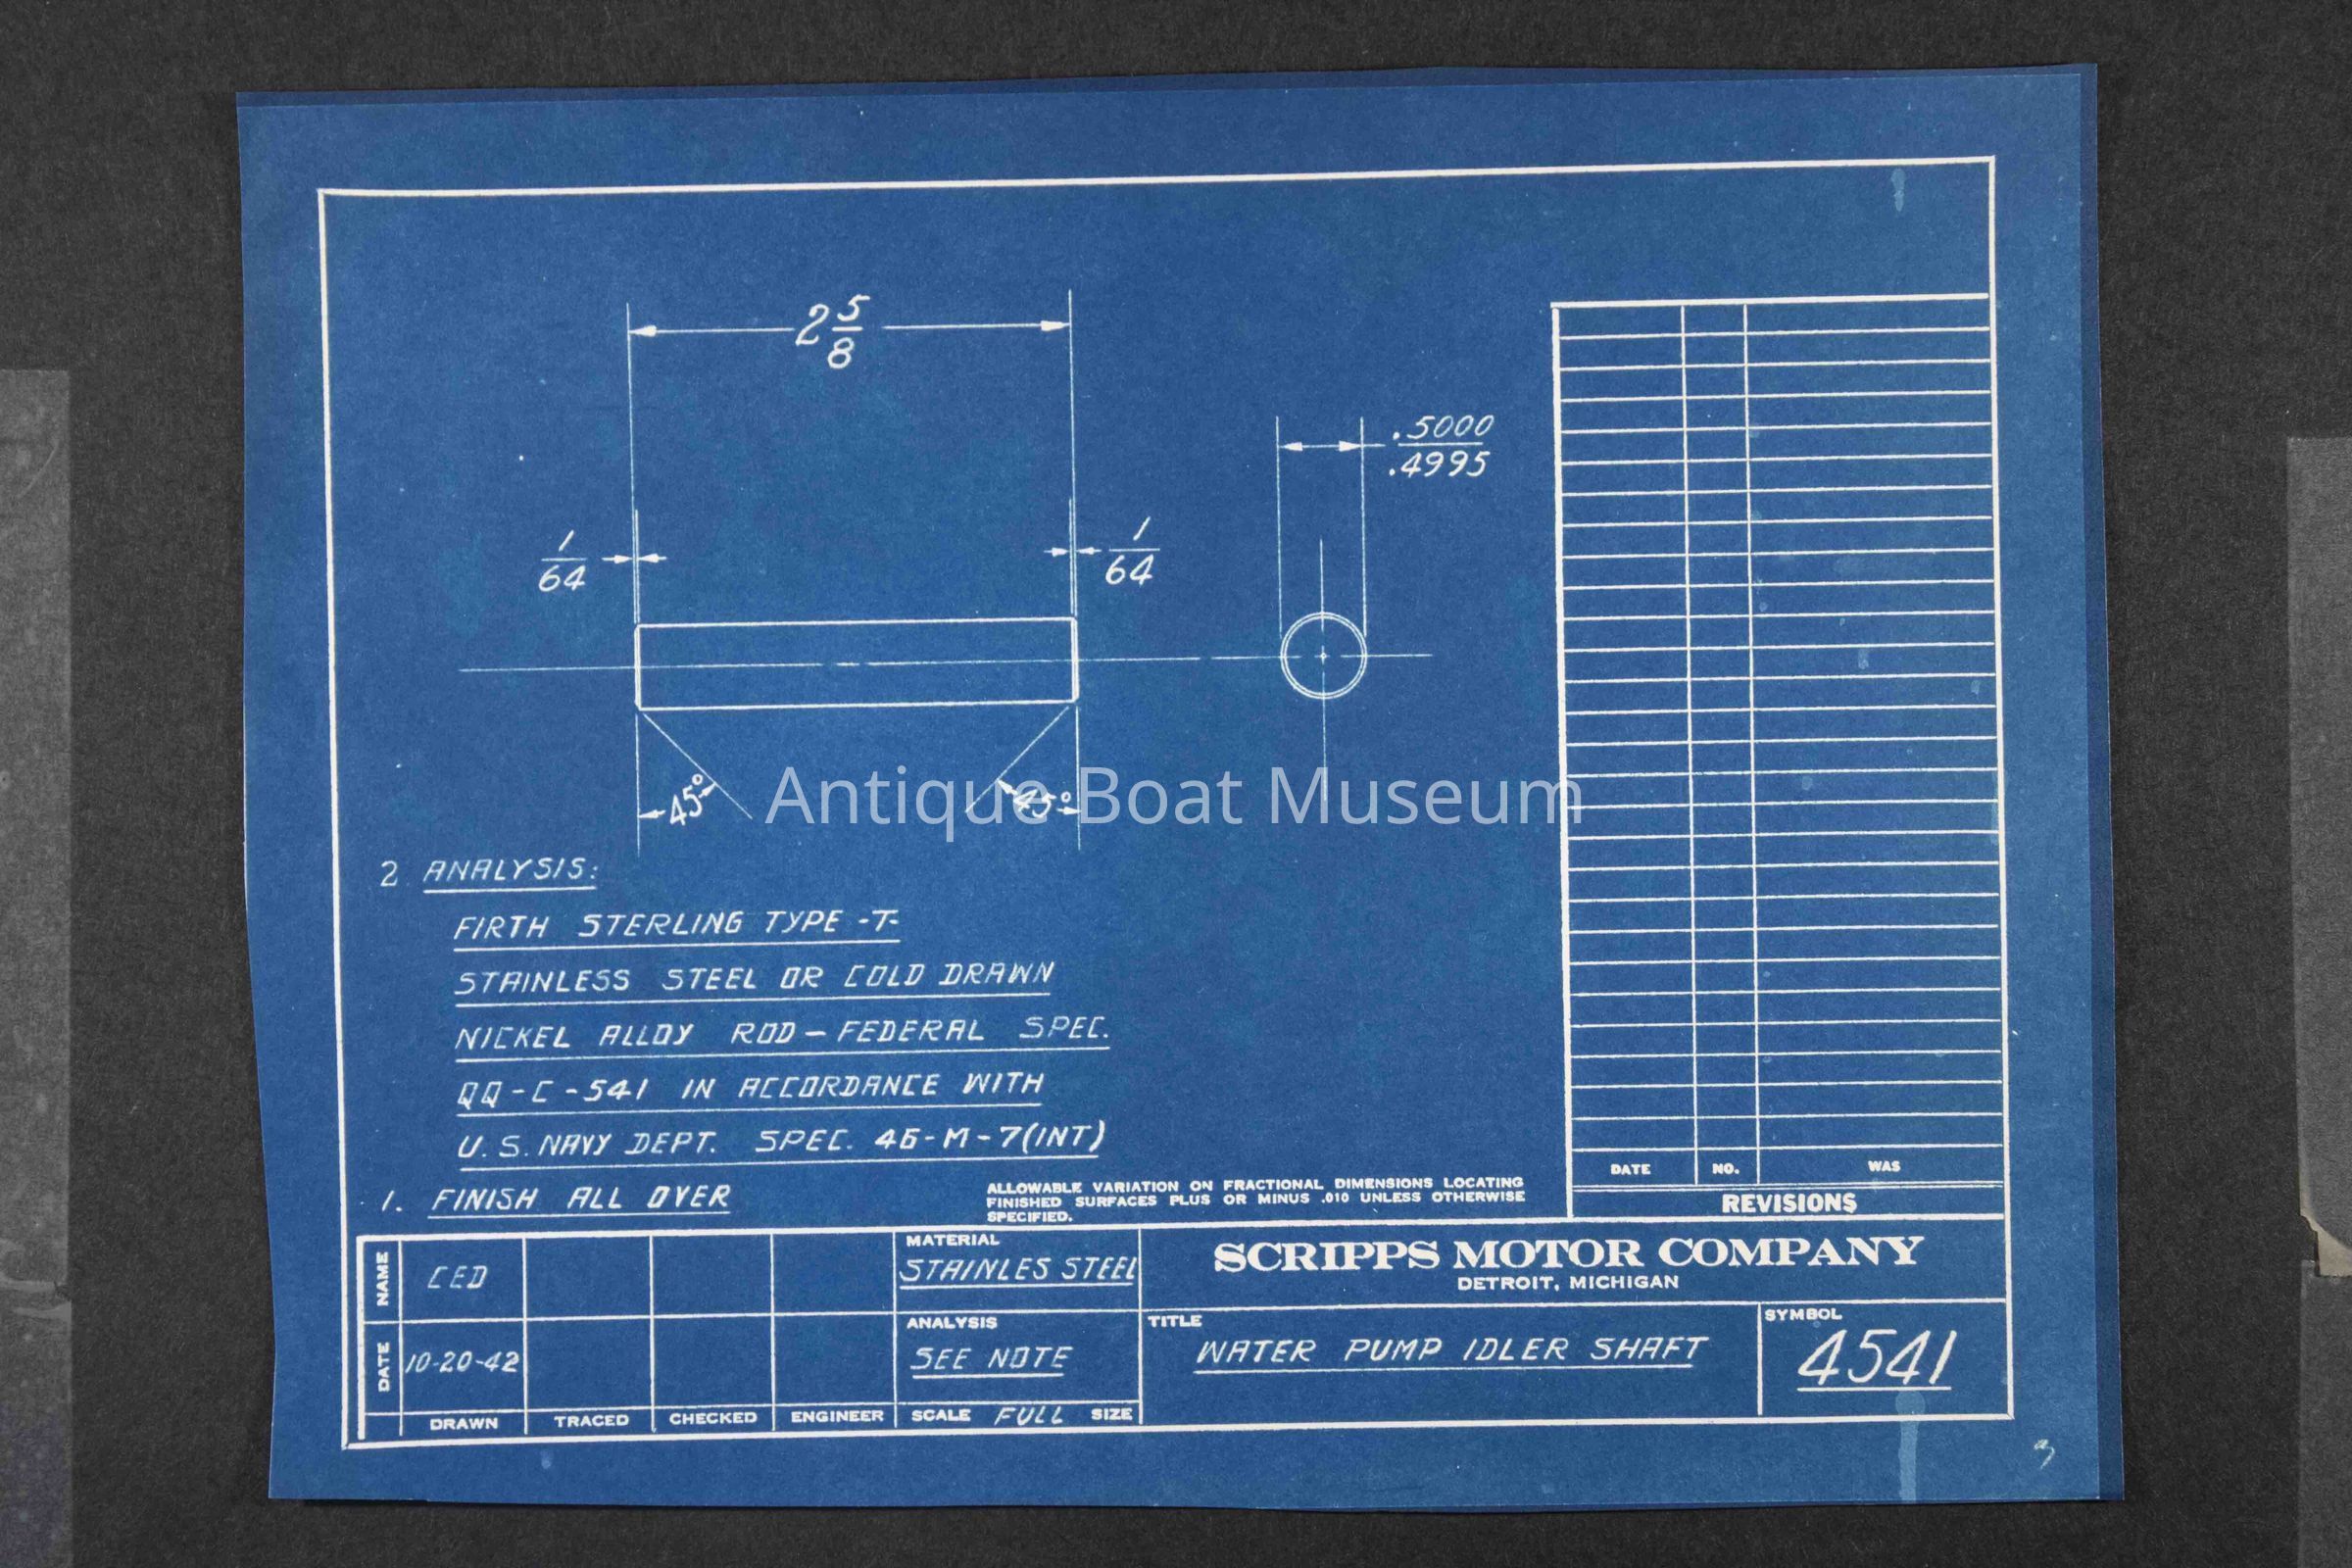 2 5/8
.5000
.4995
1/64
1/64
45°
45°
Antique Boat Museum
2 ANALYSIS:
FIRTH STERLING TYPE -T-
STAINLESS STEEL OR COLD DRAWN
NICKEL ALLOY ROD — FEDERAL SPEC.
QQ-C-541 IN ACCORDANCE WITH
U.S. NAVY DEPT. SPEC. 46-M-7(INT)
1. FINISH ALL OVER
ALLOWABLE VARIATION ON FRACTIONAL DIMENSIONS LOCATING
FINISHED SURFACES PLUS OR MINUS .010 UNLESS OTHERWISE
SPECIFIED.
DATE NO. WAS
REVISIONS
NAME CED
DATE 10-20-42
DRAWN TRACED CHECKED ENGINEER
MATERIAL
STAINLES STEEL
ANALYSIS
SEE NOTE
SCALE FULL SIZE
SCRIPPS MOTOR COMPANY
DETROIT, MICHIGAN
TITLE
WATER PUMP IDLER SHAFT
SYMBOL
4541